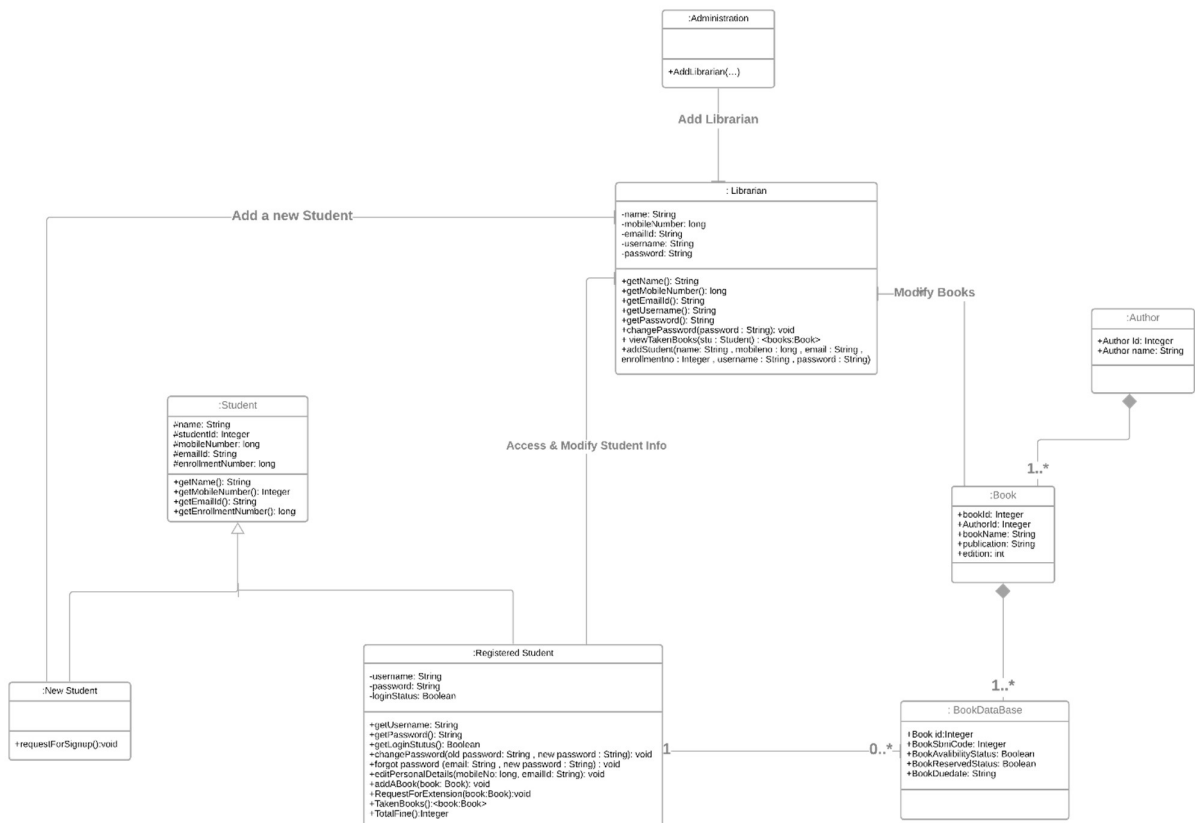 :Administration
+AddLibrarian(...)
Add Librarian
: Librarian
-name: String
-mobileNumber: long
-emailId: String
-username: String
-password: String
+getName(): String
+getMobileNumber(): long
+getEmailId(): String
+getUsername(): String
+getPassword(): String
+changePassword(password : String): void
+ viewTakenBooks(stu : Student) : <books:Book>
+addStudent(name: String , mobileno : long , email : String ,
enrollmentno : Integer , username : String , password : String)
Add a new Student
Modify Books
:Author
+Author Id: Integer
+Author name: String
:Student
#name: String
#studentId: Integer
#mobileNumber: long
#emailId: String
#enrollmentNumber: long
+getName(): String
+getMobileNumber(): Integer
+getEmailId(): String
+getEnrollmentNumber(): long
Access & Modify Student Info
1..*
:Book
+bookId: Integer
+AuthorId: Integer
+bookName: String
+publication: String
+edition: int
:New Student
+requestForSignup():void
:Registered Student
-username: String
-password: String
-loginStatus: Boolean
+getUsername: String
+getPassword(): String
+getLoginStutus(): Boolean
+changePassword(old password: String , new password : String): void
+forgot password (email: String , new password : String) : void
+editPersonalDetails(mobileNo: long, emailId: String): void
+addABook(book: Book): void
+RequestForExtension(book:Book):void
+TakenBooks():<book:Book>
+TotalFine():Integer
1
0..*
1..*
: BookDataBase
+Book id:Integer
+BookSbniCode: Integer
+BookAvalibilityStatus: Boolean
+BookReservedStatus: Boolean
+BookDuedate: String